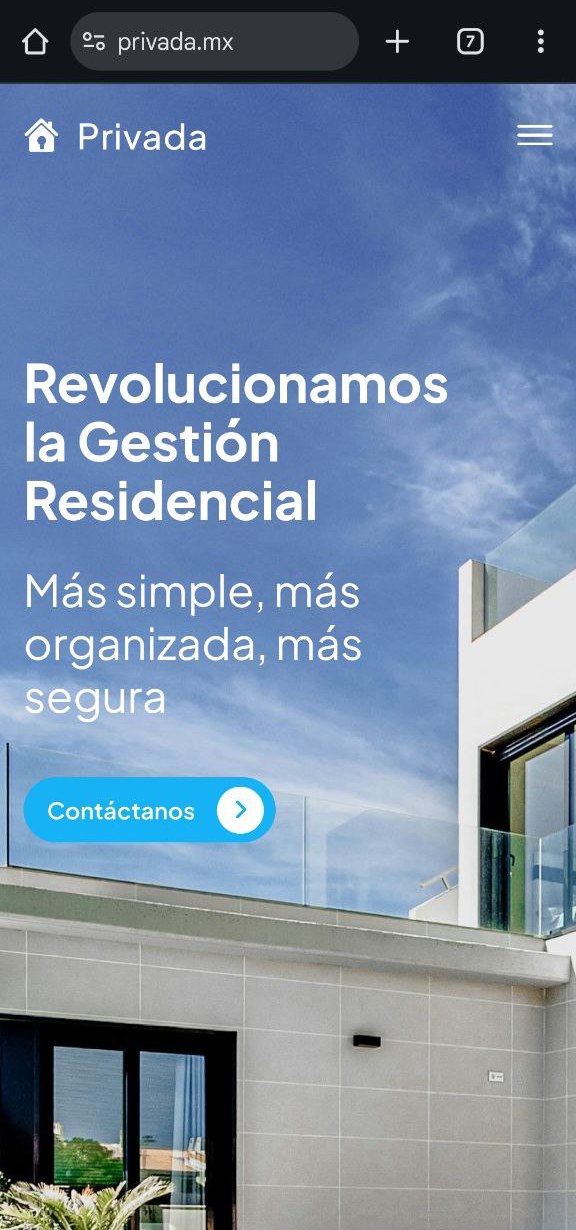 privada.mx
7
Privada
Revolucionamos
la Gestión
Residencial
Más simple, más
organizada, más
segura
Contáctanos